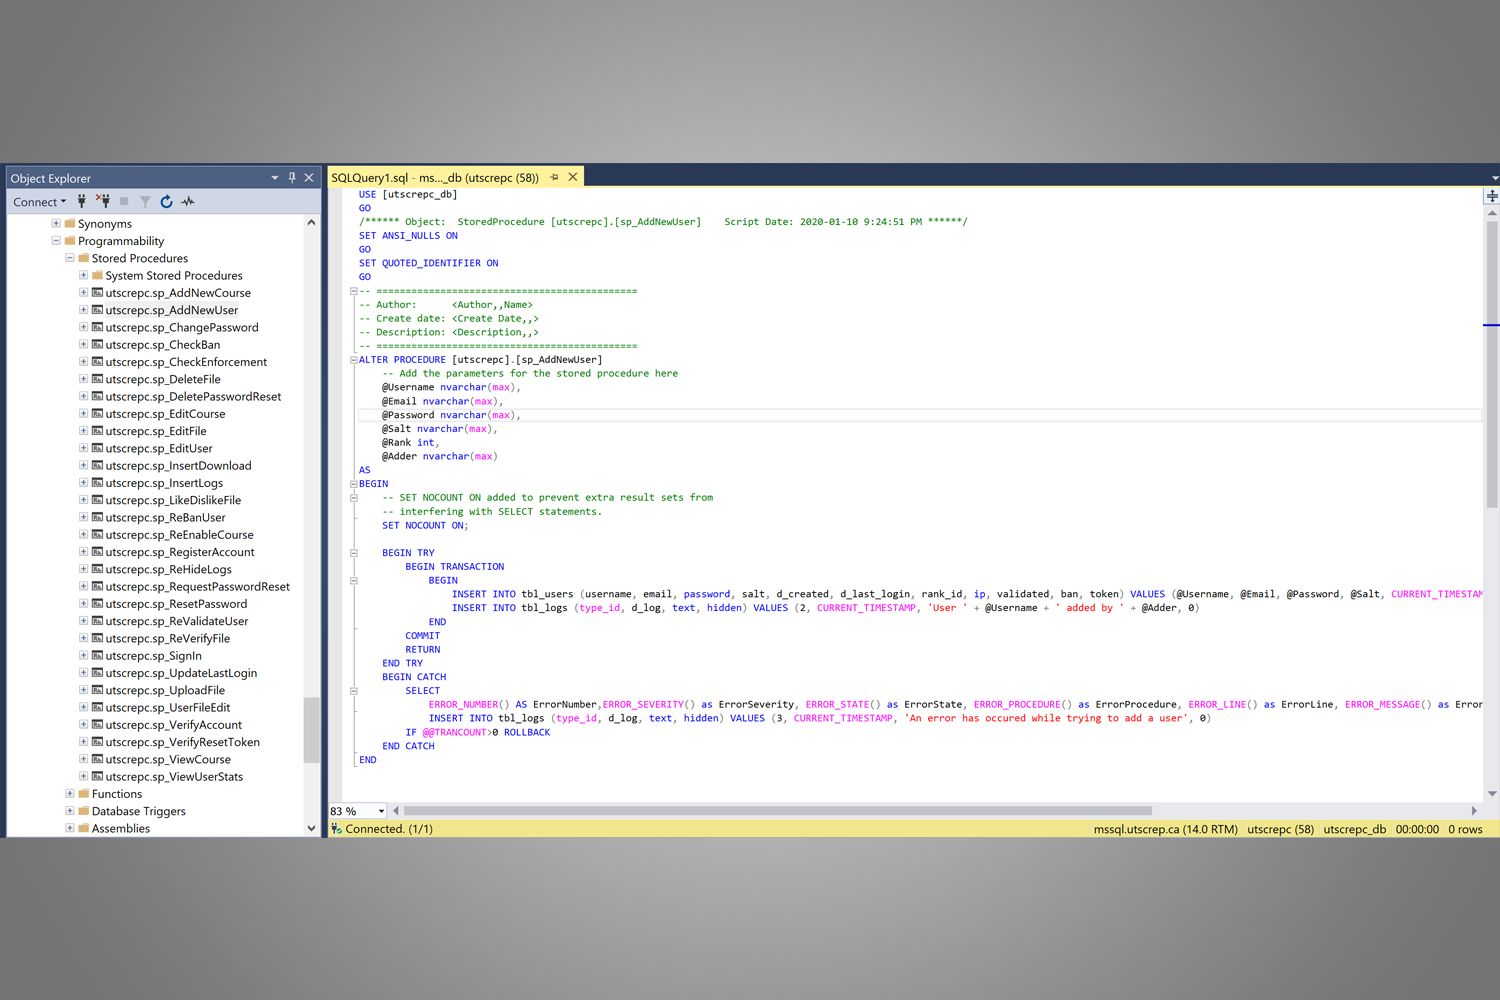 Object Explorer
Connect
Synonyms
Programmability
Stored Procedures
System Stored Procedures
utscrepc.sp_AddNewCourse
utscrepc.sp_AddNewUser
utscrepc.sp_ChangePassword
utscrepc.sp_CheckBan
utscrepc.sp_CheckEnforcement
utscrepc.sp_DeleteFile
utscrepc.sp_DeletePasswordReset
utscrepc.sp_EditCourse
utscrepc.sp_EditFile
utscrepc.sp_EditUser
utscrepc.sp_InsertDownload
utscrepc.sp_InsertLogs
utscrepc.sp_LikeDislikeFile
utscrepc.sp_ReBanUser
utscrepc.sp_ReEnableCourse
utscrepc.sp_RegisterAccount
utscrepc.sp_ReHideLogs
utscrepc.sp_RequestPasswordReset
utscrepc.sp_ResetPassword
utscrepc.sp_ReValidateUser
utscrepc.sp_ReVerifyFile
utscrepc.sp_SignIn
utscrepc.sp_UpdateLastLogin
utscrepc.sp_UploadFile
utscrepc.sp_UserFileEdit
utscrepc.sp_VerifyAccount
utscrepc.sp_VerifyResetToken
utscrepc.sp_ViewCourse
utscrepc.sp_ViewUserStats
Functions
Database Triggers
Assemblies
SQLQuery1.sql - ms..._db (utscrepc (58))
USE [utscrepc_db]
GO
/****** Object:  StoredProcedure [utscrepc].[sp_AddNewUser]    Script Date: 2020-01-10 9:24:51 PM ******/
SET ANSI_NULLS ON
GO
SET QUOTED_IDENTIFIER ON
GO
-- =============================================
-- Author:      <Author,,Name>
-- Create date: <Create Date,,>
-- Description: <Description,,>
-- =============================================
ALTER PROCEDURE [utscrepc].[sp_AddNewUser]
-- Add the parameters for the stored procedure here
@Username nvarchar(max),
@Email nvarchar(max),
@Password nvarchar(max),
@Salt nvarchar(max),
@Rank int,
@Adder nvarchar(max)
AS
BEGIN
-- SET NOCOUNT ON added to prevent extra result sets from
-- interfering with SELECT statements.
SET NOCOUNT ON;
BEGIN TRY
BEGIN TRANSACTION
BEGIN
INSERT INTO tbl_users (username, email, password, salt, d_created, d_last_login, rank_id, ip, validated, ban, token) VALUES (@Username, @Email, @Password, @Salt, CURRENT_TIMESTAM
INSERT INTO tbl_logs (type_id, d_log, text, hidden) VALUES (2, CURRENT_TIMESTAMP, 'User ' + @Username + ' added by ' + @Adder, 0)
END
COMMIT
RETURN
END TRY
BEGIN CATCH
SELECT
ERROR_NUMBER() AS ErrorNumber,ERROR_SEVERITY() as ErrorSeverity, ERROR_STATE() as ErrorState, ERROR_PROCEDURE() as ErrorProcedure, ERROR_LINE() as ErrorLine, ERROR_MESSAGE() as Error
INSERT INTO tbl_logs (type_id, d_log, text, hidden) VALUES (3, CURRENT_TIMESTAMP, 'An error has occured while trying to add a user', 0)
IF @@TRANCOUNT>0 ROLLBACK
END CATCH
END
83 %
Connected. (1/1)
mssql.utscrep.ca (14.0 RTM)
utscrepc (58)
utscrepc_db
00:00:00
0 rows